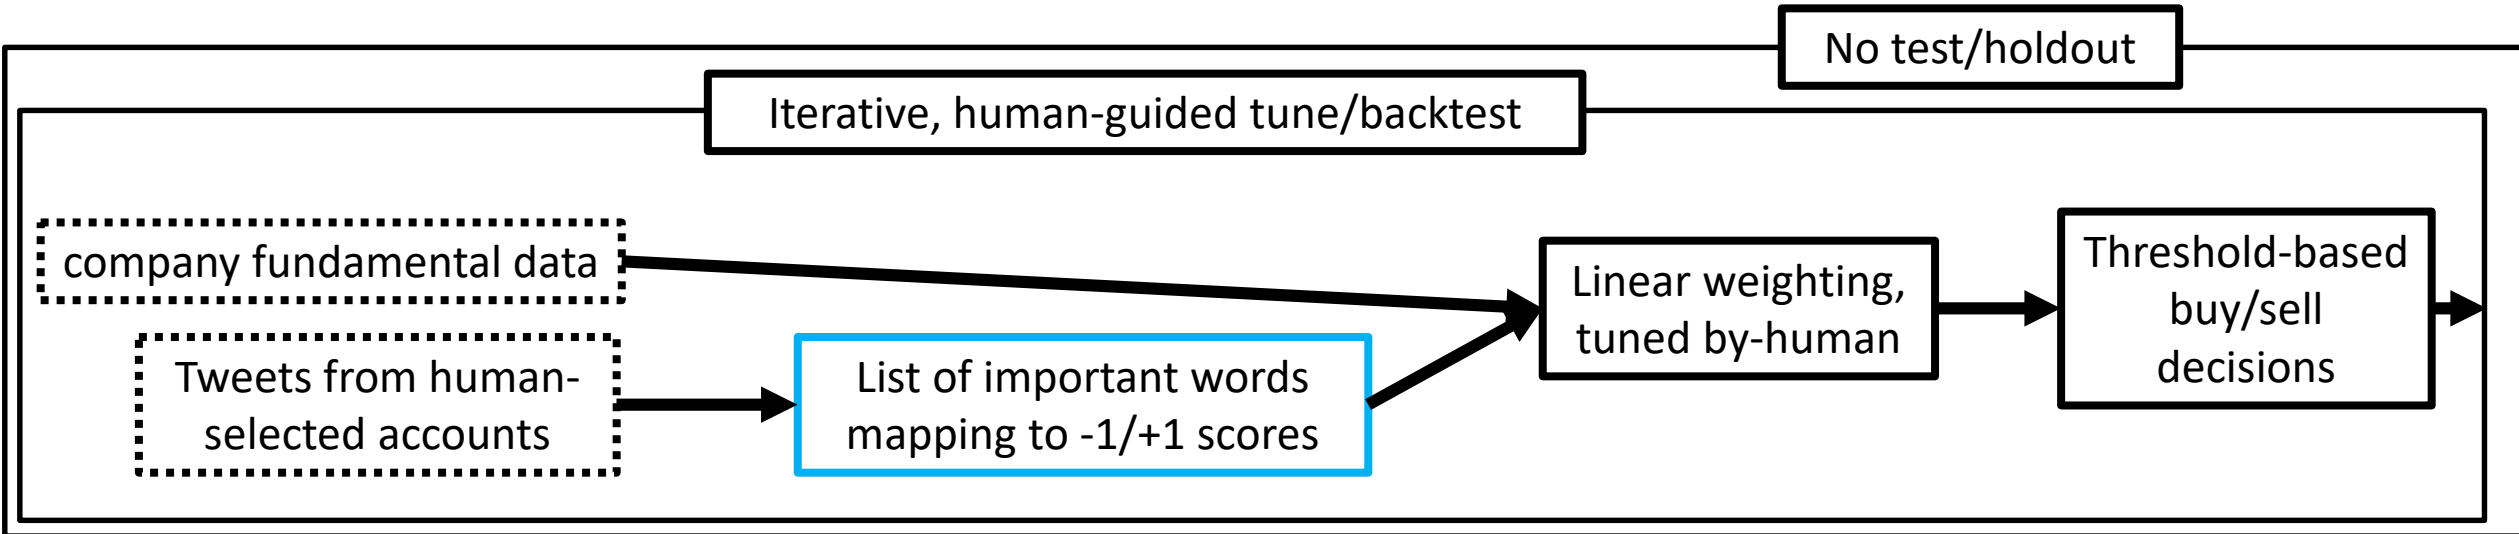 No test/holdout
Iterative, human-guided tune/backtest
company fundamental data
Tweets from human-
selected accounts
List of important words
mapping to -1/+1 scores
Linear weighting,
tuned by-human
Threshold-based
buy/sell
decisions